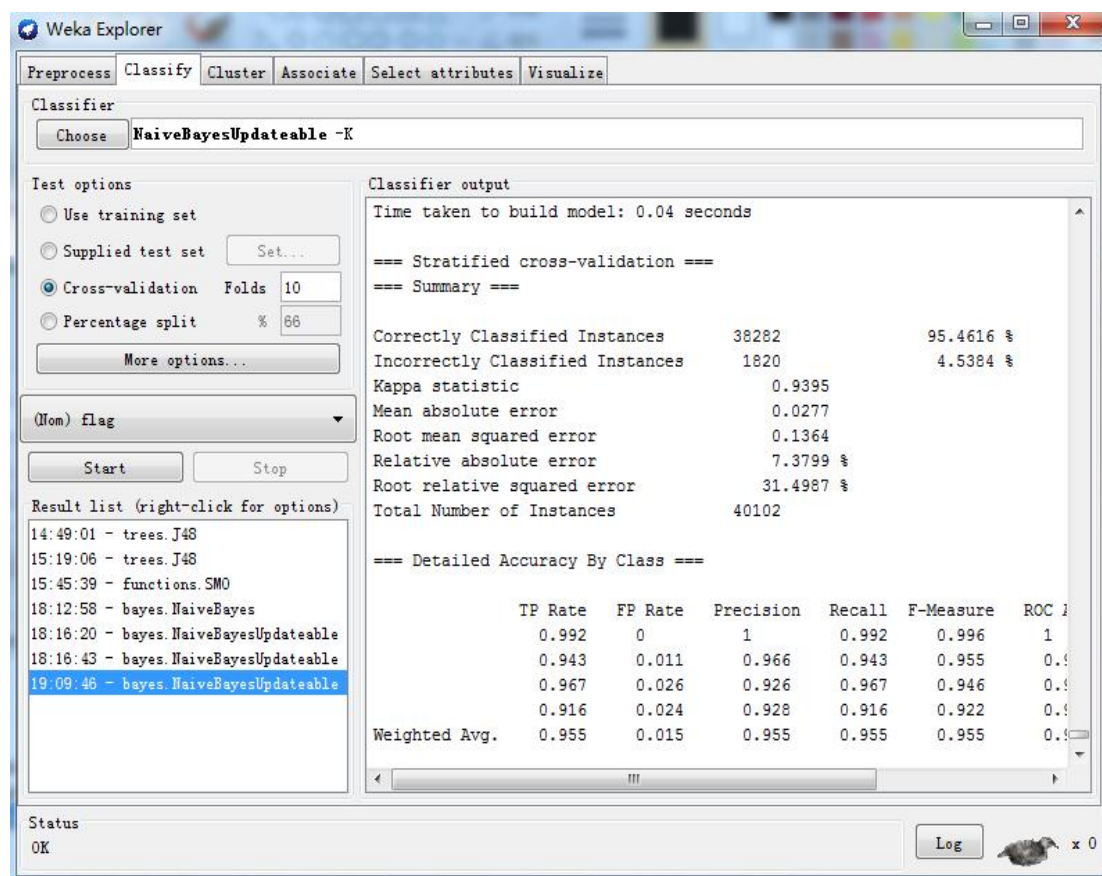 Weka Explorer
Preprocess Classify Cluster Associate Select attributes Visualize
Classifier
Choose NaiveBayesUpdateable -K
Test options
Use training set
Supplied test set Set...
Cross-validation Folds 10
Percentage split % 66
More options...
(Nom) flag
Start Stop
Result list (right-click for options)
14:49:01 - trees.J48
15:19:06 - trees.J48
15:45:39 - functions.SMO
18:12:58 - bayes.NaiveBayes
18:16:20 - bayes.NaiveBayesUpdateable
18:16:43 - bayes.NaiveBayesUpdateable
19:09:46 - bayes.NaiveBayesUpdateable
Classifier output
Time taken to build model: 0.04 seconds
=== Stratified cross-validation ===
=== Summary ===
Correctly Classified Instances 38282 95.4616 %
Incorrectly Classified Instances 1820 4.5384 %
Kappa statistic 0.9395
Mean absolute error 0.0277
Root mean squared error 0.1364
Relative absolute error 7.3799 %
Root relative squared error 31.4987 %
Total Number of Instances 40102
=== Detailed Accuracy By Class ===
TP Rate FP Rate Precision Recall F-Measure ROC
0.992 0 1 0.992 0.996 1
0.943 0.011 0.966 0.943 0.955
0.967 0.026 0.926 0.967 0.946
0.916 0.024 0.928 0.916 0.922
Weighted Avg. 0.955 0.015 0.955 0.955 0.955
Status
OK
Log x 0